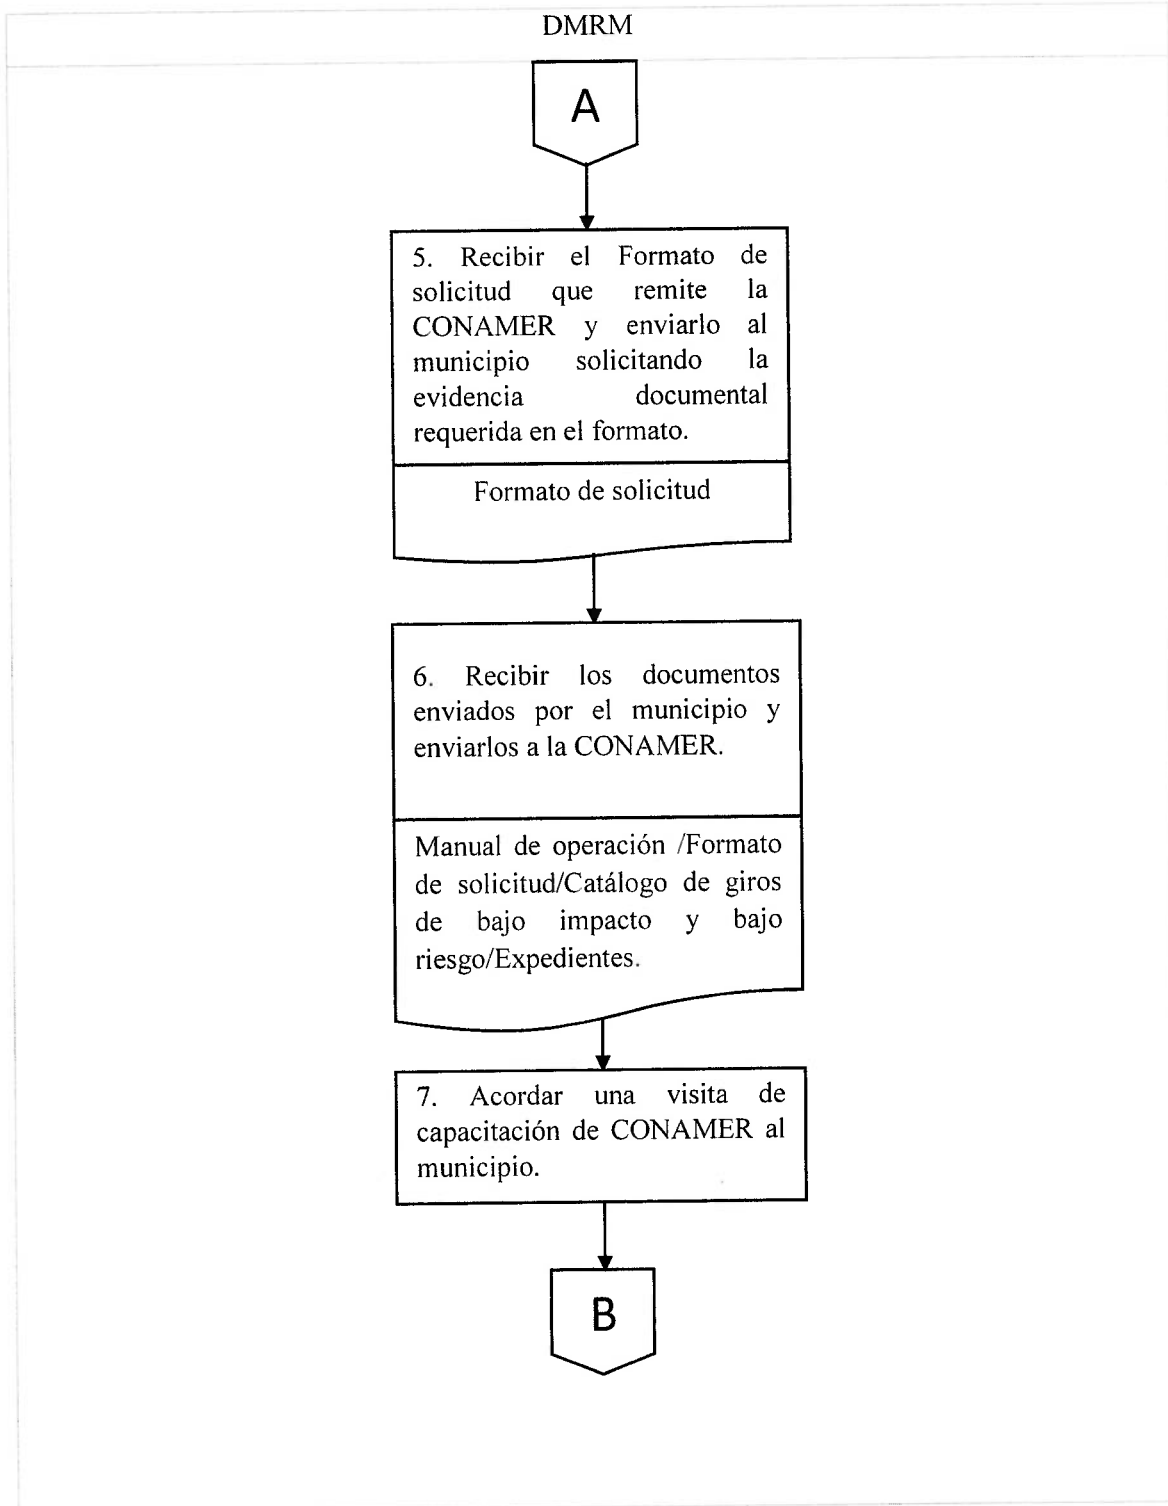 DMRM
A
5. Recibir el Formato de
solicitud que remite la
CONAMER y enviarlo al
municipio solicitando la
evidencia documental
requerida en el formato.
Formato de solicitud
6. Recibir los documentos
enviados por el municipio y
enviarlos a la CONAMER.
Manual de operación /Formato
de solicitud/Catálogo de giros
de bajo impacto y bajo
riesgo/Expedientes.
7. Acordar una visita de
capacitación de CONAMER al
municipio.
B